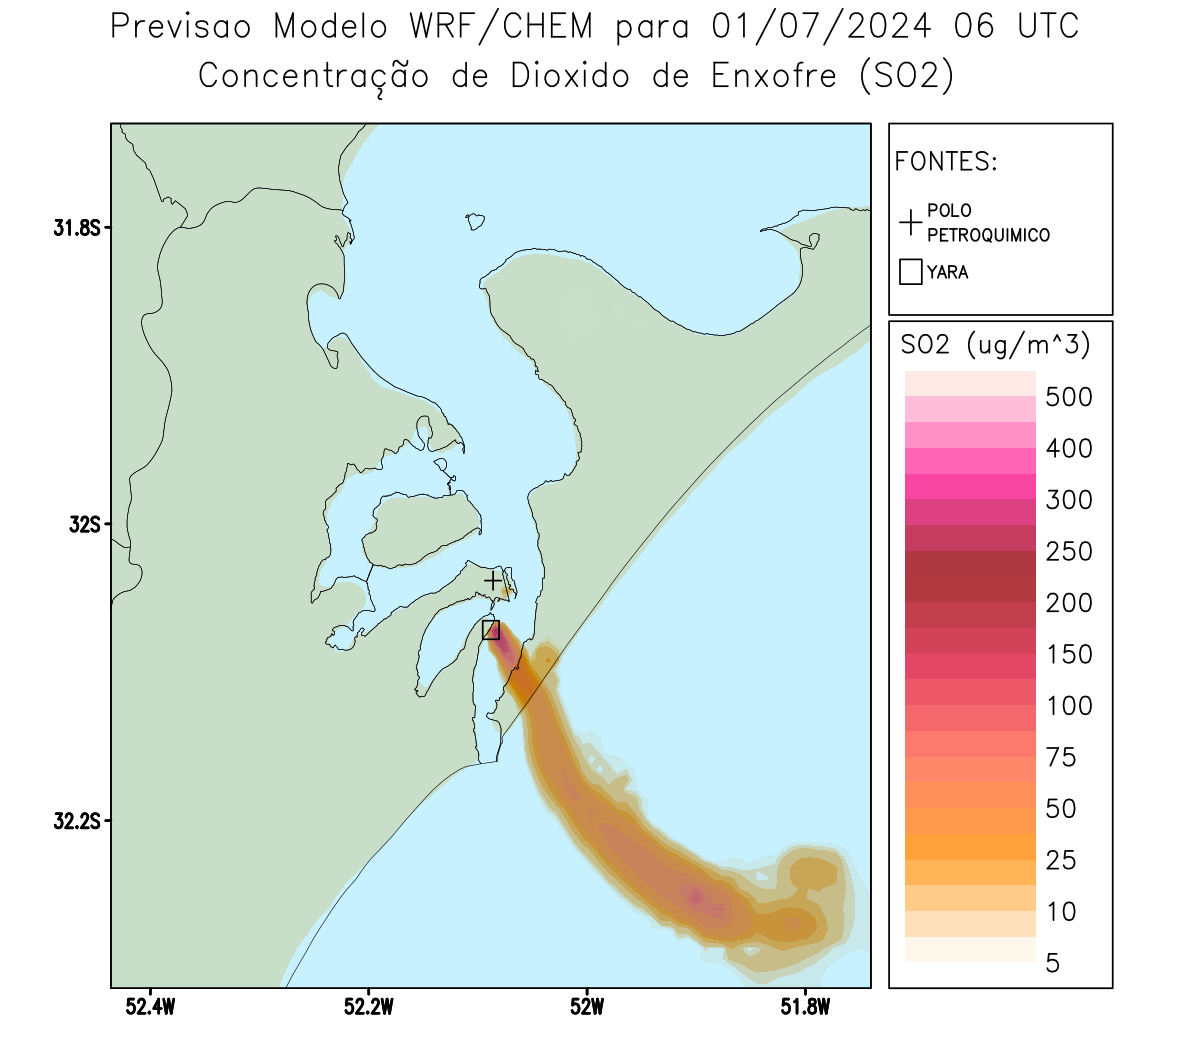 Previsao Modelo WRF/CHEM para 01/07/2024 06 UTC
Concentração de Dioxido de Enxofre (SO2)
FONTES:
POLO
PETROQUIMICO
YARA
SO2 (ug/m^3)
500
400
300
250
200
150
100
75
50
25
10
5
31.8S
32S
32.2S
52.4W
52.2W
52W
51.8W